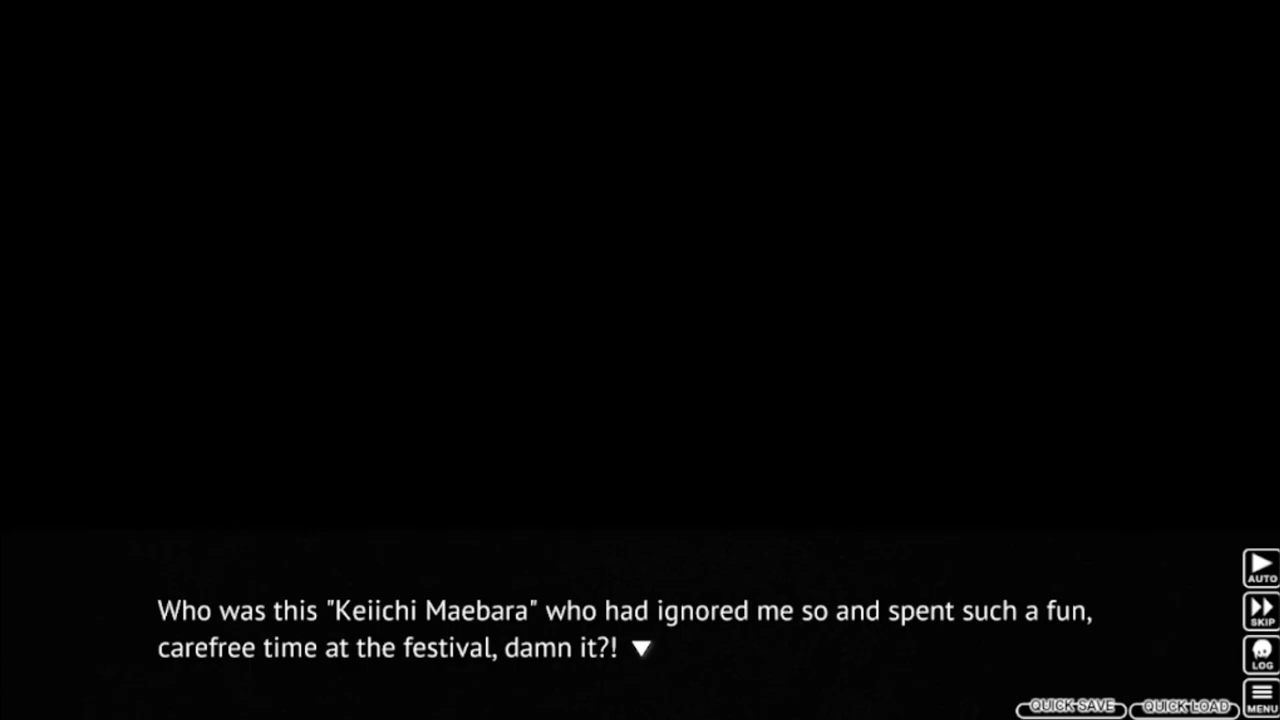 Who was this "Keiichi Maebara" who had ignored me so and spent such a fun,
carefree time at the festival, damn it?!
AUTO
SKIP
LOG
MENU
QUICK SAVE
QUICK LOAD